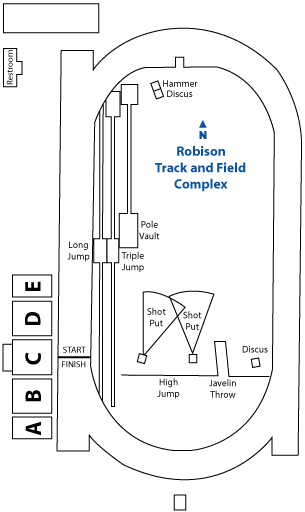 Restroom
Hammer
Discus
N
Robison
Track and Field
Complex
Pole
Vault
Long
Jump
Triple
Jump
E
D
C
B
A
Shot
Put
Shot
Put
START
FINISH
Discus
High
Jump
Javelin
Throw